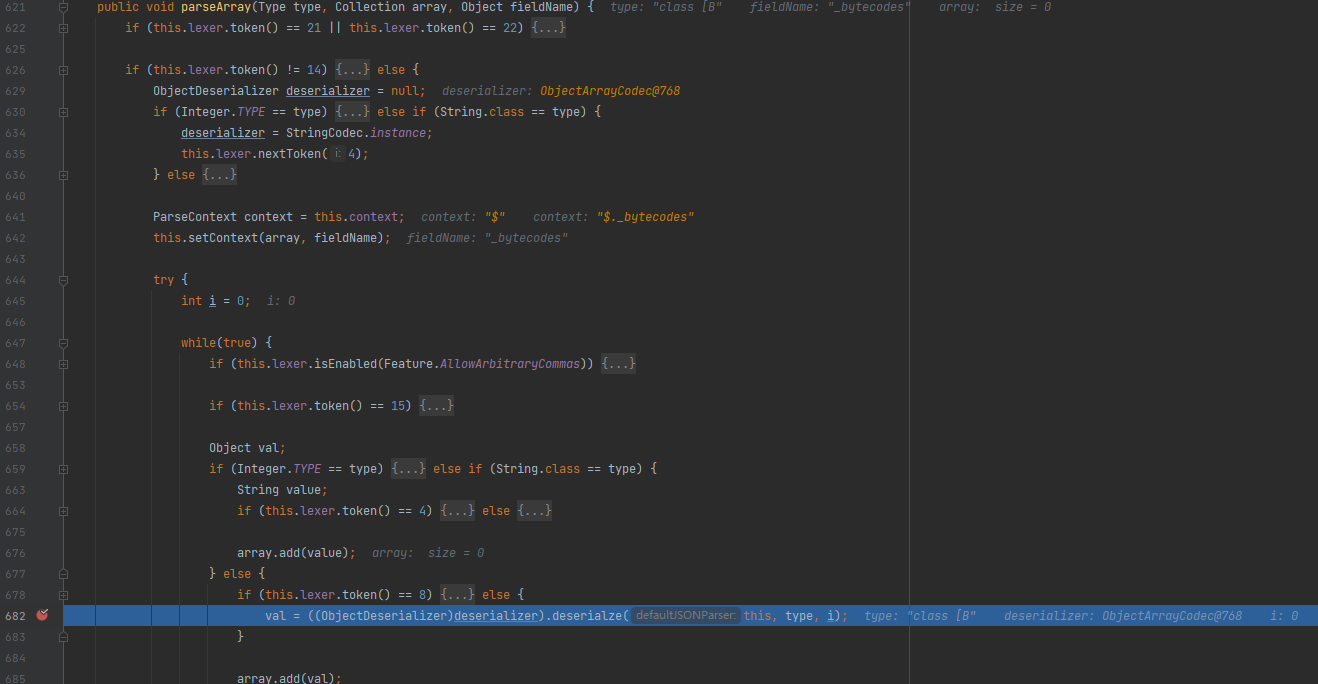 621 public void parseArray(Type type, Collection array, Object fieldName) { type: "class [B" fieldName: "_bytecodes" array: size = 0
622 if (this.lexer.token() == 21 || this.lexer.token() == 22) {...}
625
626 if (this.lexer.token() != 14) {...} else {
629 ObjectDeserializer deserializer = null; deserializer: ObjectArrayCodec@768
630 if (Integer.TYPE == type) {...} else if (String.class == type) {
634 deserializer = StringCodec.instance;
635 this.lexer.nextToken( i: 4);
636 } else {...}
640
641 ParseContext context = this.context; context: "$" context: "$._bytecodes"
642 this.setContext(array, fieldName); fieldName: "_bytecodes"
643
644 try {
645 int i = 0; i: 0
646
647 while(true) {
648 if (this.lexer.isEnabled(Feature.AllowArbitraryCommas)) {...}
653
654 if (this.lexer.token() == 15) {...}
657
658 Object val;
659 if (Integer.TYPE == type) {...} else if (String.class == type) {
663 String value;
664 if (this.lexer.token() == 4) {...} else {...}
675
676 array.add(value); array: size = 0
677 } else {
678 if (this.lexer.token() == 8) {...} else {
682 val = ((ObjectDeserializer)deserializer).deserialze( defaultJSONParser: this, type, i); type: "class [B" deserializer: ObjectArrayCodec@768 i: 0
683 }
684
685 array.add(val);